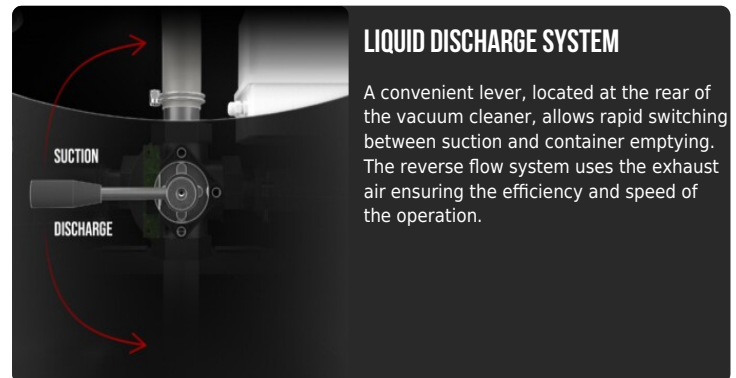 SUCTION
DISCHARGE
LIQUID DISCHARGE SYSTEM
A convenient lever, located at the rear of
the vacuum cleaner, allows rapid switching
between suction and container emptying.
The reverse flow system uses the exhaust
air ensuring the efficiency and speed of
the operation.